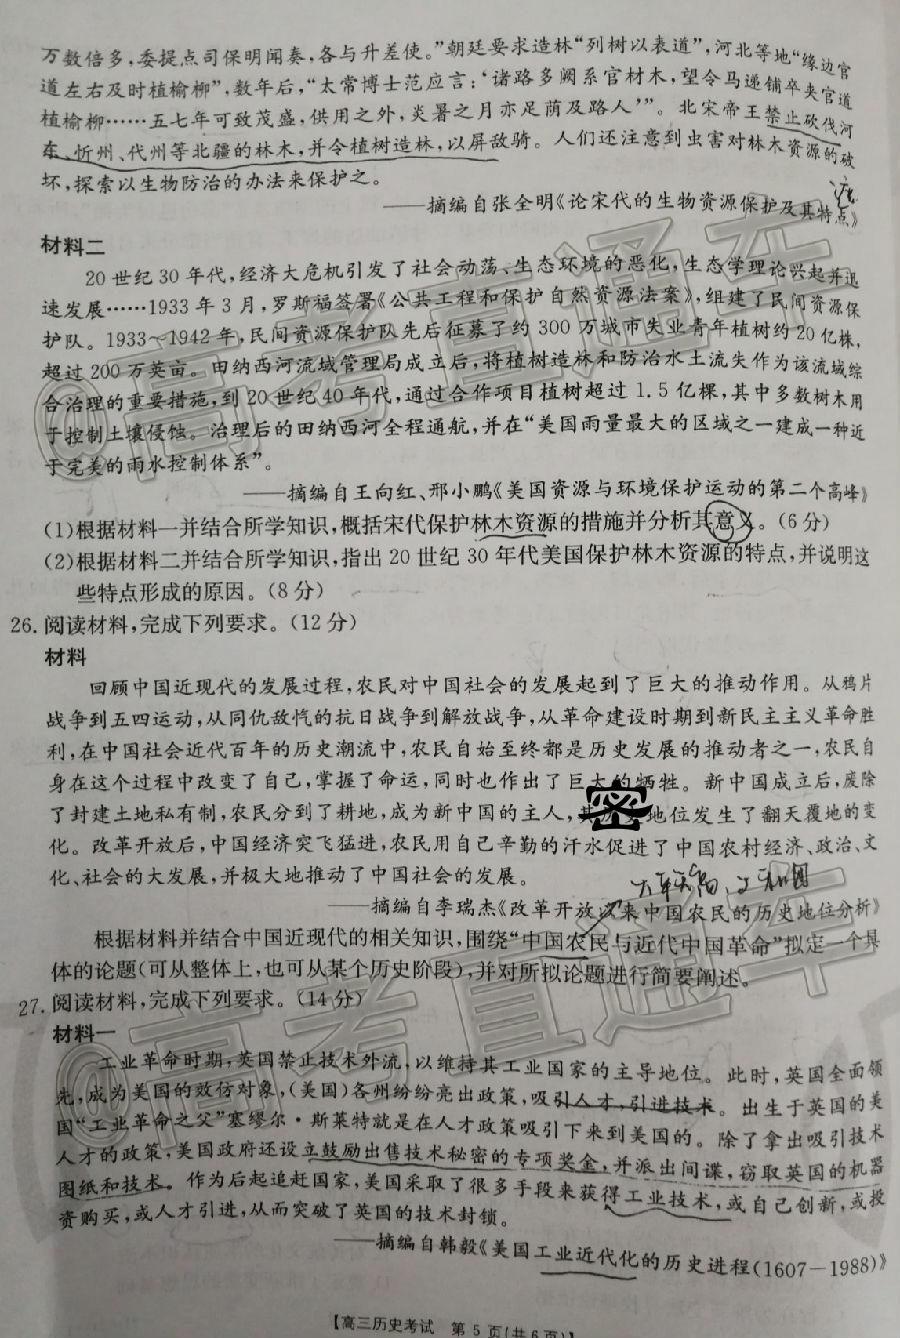 万数倍多，委提点司保明闻奏，各与升差使。”朝廷要求造林“列树以表道”，河北等地“缘边官
道左右及时植榆柳”，数年后，“太常博士范应言：‘诸路多阙系官材木，望令马递铺卒夹官道
植榆柳……五七年可致茂盛，供用之外，炎暑之月亦足荫及路人’”。北宋帝王禁止砍伐河
东、忻州、代州等北疆的林木，并令植树造林，以屏敌骑。人们还注意到虫害对林木资源的破
坏，探索以生物防治的办法来保护之。
——摘编自张全明《论宋代的生物资源保护及其特点》
材料二
20世纪30年代，经济大危机引发了社会动荡、生态环境的恶化，生态学理论兴起并迅
速发展……1933年3月，罗斯福签署《公共工程和保护自然资源法案》，组建了民间资源保
护队。1933～1942年，民间资源保护队先后征募了约300万城市失业青年植树约20亿株，
超过200万英亩。田纳西河流域管理局成立后，将植树造林和防治水土流失作为该流域综
合治理的重要措施，到20世纪40年代，通过合作项目植树超过1.5亿棵，其中多数树木用
于控制土壤侵蚀。治理后的田纳西河全程通航，并在“美国雨量最大的区域之一建成一种近
于完美的雨水控制体系”。
——摘编自王向红、邢小鹏《美国资源与环境保护运动的第二个高峰》
(1)根据材料一并结合所学知识，概括宋代保护林木资源的措施并分析其意义。(6分)
(2)根据材料二并结合所学知识，指出20世纪30年代美国保护林木资源的特点，并说明这
些特点形成的原因。(8分)
26.阅读材料，完成下列要求。(12分)
材料
回顾中国近现代的发展过程，农民对中国社会的发展起到了巨大的推动作用。从鸦片
战争到五四运动，从同仇敌忾的抗日战争到解放战争，从革命建设时期到新民主主义革命胜
利，在中国社会近代百年的历史潮流中，农民自始至终都是历史发展的推动者之一，农民自
身在这个过程中改变了自己，掌握了命运，同时也作出了巨大的牺牲。新中国成立后，废除
了封建土地私有制，农民分到了耕地，成为新中国的主人，密地位发生了翻天覆地的变
化。改革开放后，中国经济突飞猛进，农民用自己辛勤的汗水促进了中国农村经济、政治、文
化、社会的大发展，并极大地推动了中国社会的发展。
——摘编自李瑞杰《改革开放以来中国农民的历史地位分析》
根据材料并结合中国近现代的相关知识，围绕“中国农民与近代中国革命”拟定一个具
体的论题(可从整体上，也可从某个历史阶段)，并对所拟论题进行简要阐述。
27.阅读材料，完成下列要求。(14分)
材料一
工业革命时期，英国禁止技术外流，以维持其工业国家的主导地位。此时，英国全面领
先，成为美国的效仿对象，(美国)各州纷纷亮出政策，吸引人才，引进技术。出生于英国的美
国“工业革命之父”塞缪尔·斯莱特就是在人才政策吸引下来到美国的。除了拿出吸引技术
人才的政策，美国政府还设立鼓励出售技术秘密的专项奖金，并派出间谍，窃取英国的机器
图纸和技术。作为后起追赶国家，美国采取了很多手段来获得工业技术，或自己创新，或投
资购买，或人才引进，从而突破了英国的技术封锁。
——摘编自韩毅《美国工业近代化的历史进程(1607－1988)》
【高三历史考试 第5页(共6页)】
@高考直通车
@高考直通车